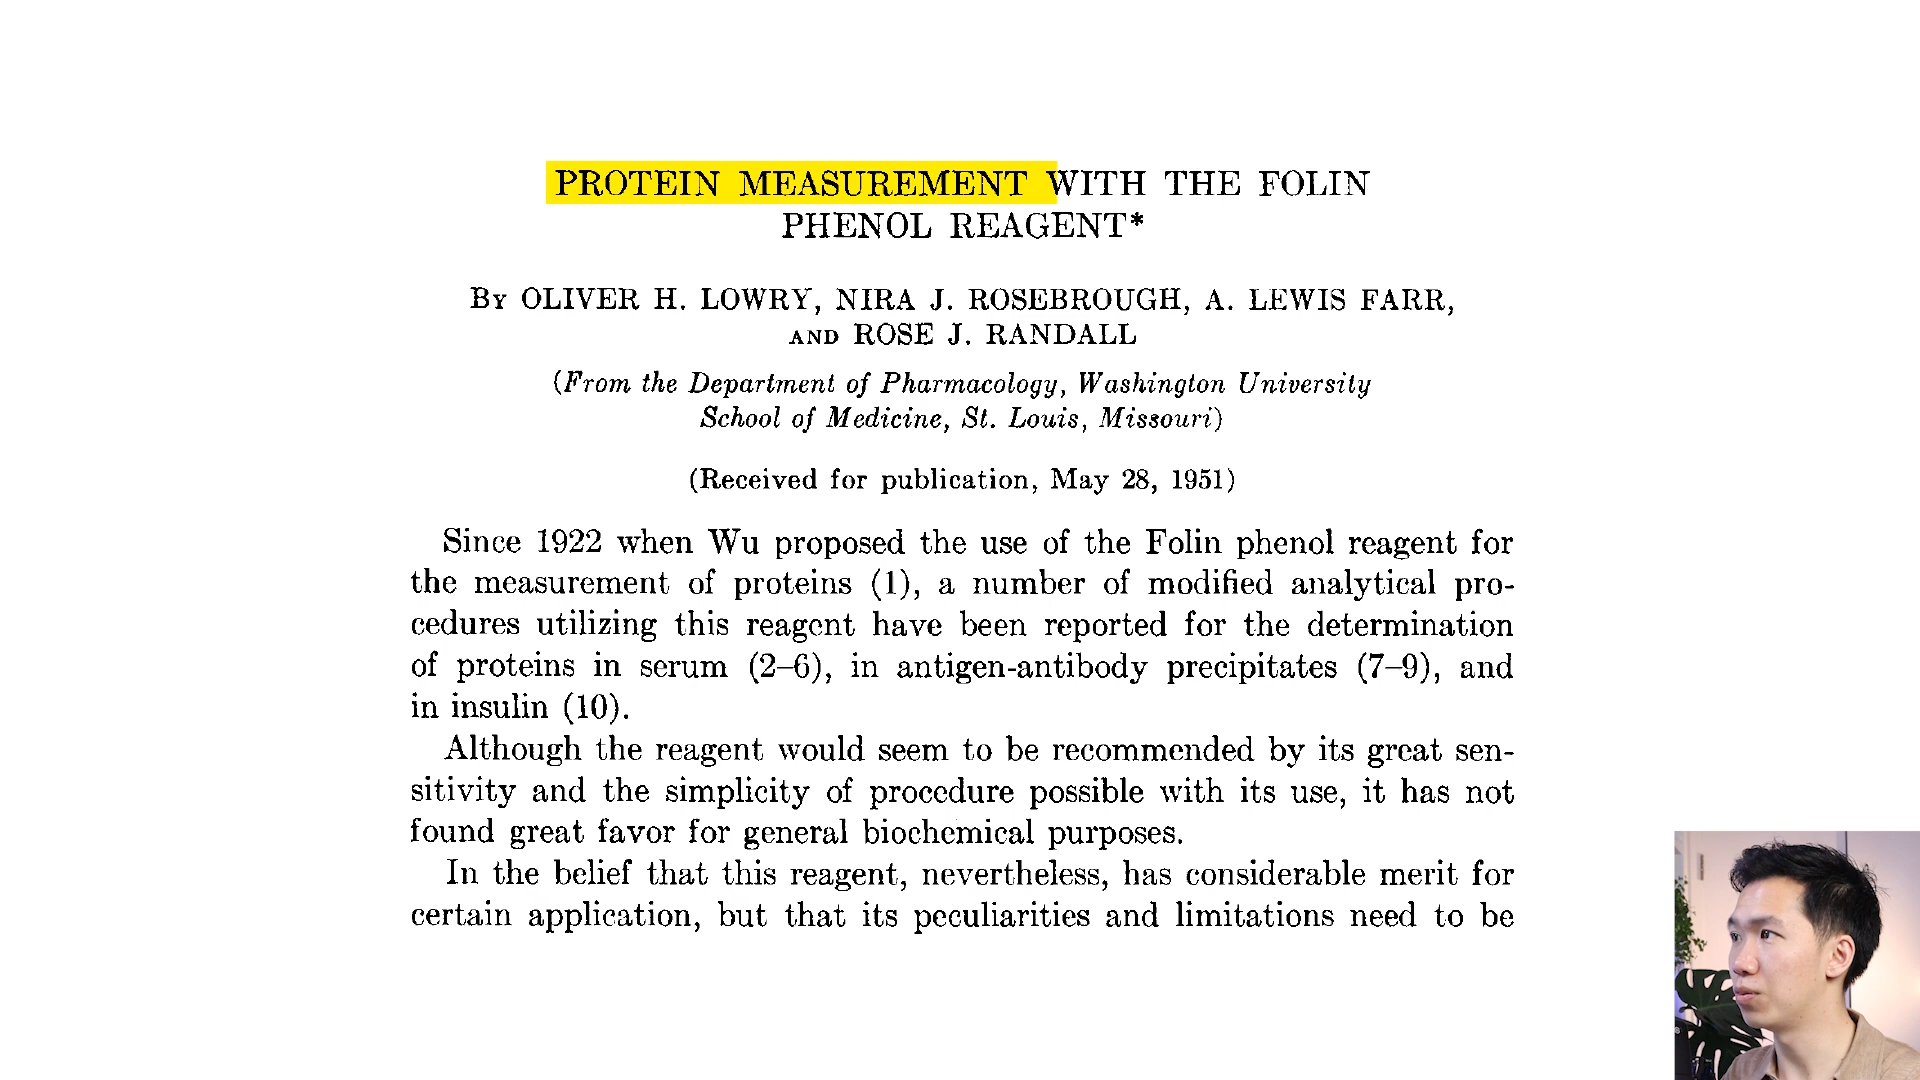 PROTEIN MEASUREMENT WITH THE FOLIN
PHENOL REAGENT*
By OLIVER H. LOWRY, NIRA J. ROSEBROUGH, A. LEWIS FARR,
AND ROSE J. RANDALL
(From the Department of Pharmacology, Washington University
School of Medicine, St. Louis, Missouri)
(Received for publication, May 28, 1951)
Since 1922 when Wu proposed the use of the Folin phenol reagent for
the measurement of proteins (1), a number of modified analytical pro-
cedures utilizing this reagent have been reported for the determination
of proteins in serum (2–6), in antigen-antibody precipitates (7–9), and
in insulin (10).
Although the reagent would seem to be recommended by its great sen-
sitivity and the simplicity of procedure possible with its use, it has not
found great favor for general biochemical purposes.
In the belief that this reagent, nevertheless, has considerable merit for
certain application, but that its peculiarities and limitations need to be